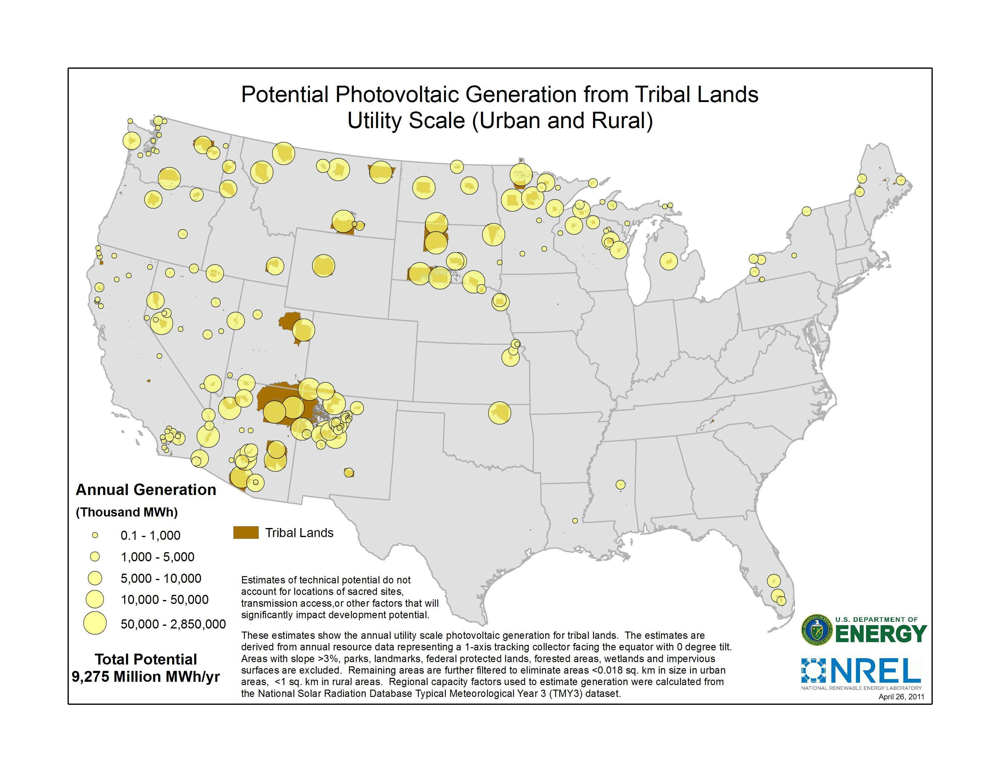 Potential Photovoltaic Generation from Tribal Lands
Utility Scale (Urban and Rural)
Annual Generation
(Thousand MWh)
0.1 - 1,000
1,000 - 5,000
5,000 - 10,000
10,000 - 50,000
50,000 - 2,850,000
Total Potential
9,275 Million MWh/yr
Tribal Lands
Estimates of technical potential do not
account for locations of sacred sites,
transmission access,or other factors that will
significantly impact development potential.
These estimates show the annual utility scale photovoltaic generation for tribal lands.  The estimates are
derived from annual resource data representing a 1-axis tracking collector facing the equator with 0 degree tilt.
Areas with slope >3%, parks, landmarks, federal protected lands, forested areas, wetlands and impervious
surfaces are excluded.  Remaining areas are further filtered to eliminate areas <0.018 sq. km in size in urban
areas,  <1 sq. km in rural areas.  Regional capacity factors used to estimate generation were calculated from
the National Solar Radiation Database Typical Meteorological Year 3 (TMY3) dataset.
U.S. DEPARTMENT OF
ENERGY
NREL
NATIONAL RENEWABLE ENERGY LABORATORY
April 26, 2011